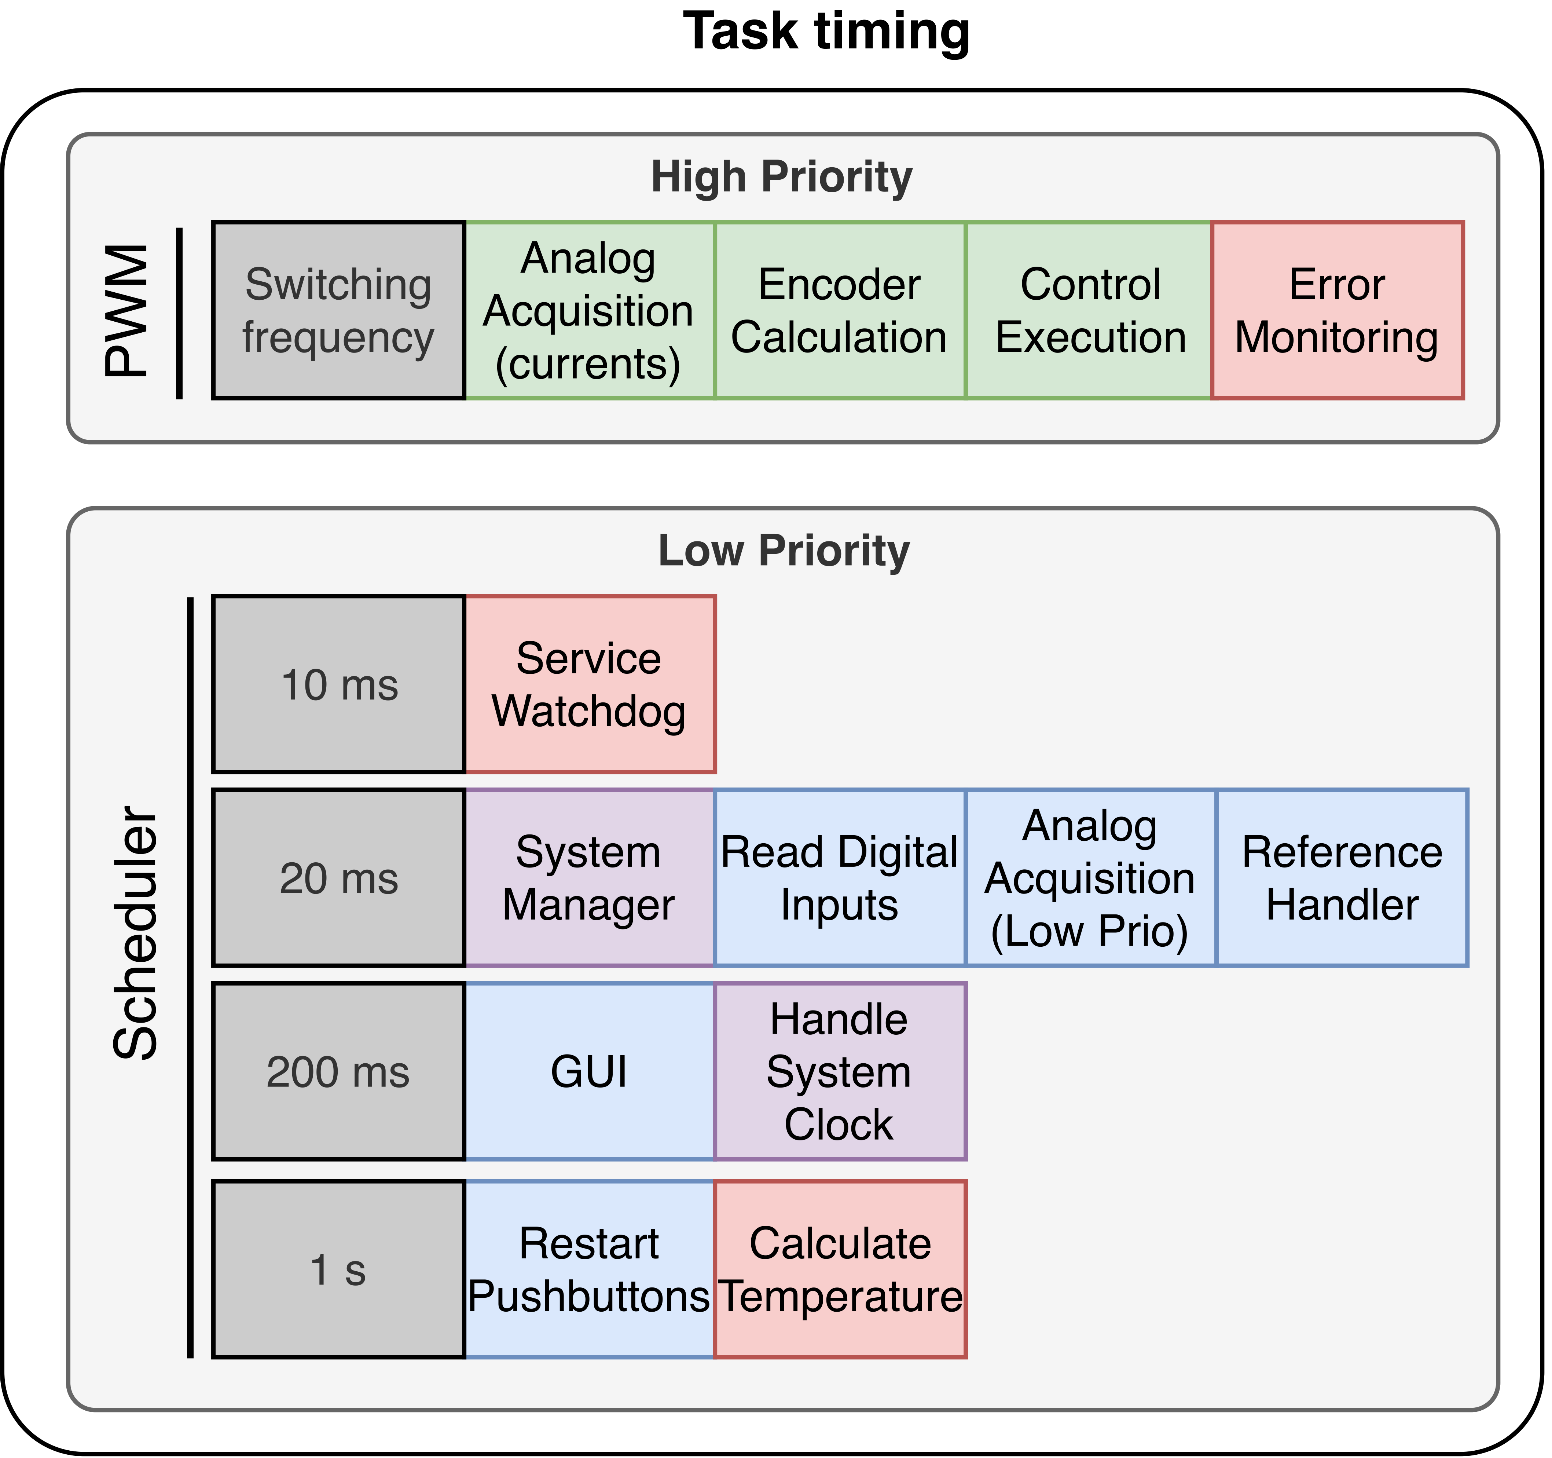 Task timing
High Priority
PWM
Switching
frequency
Analog
Acquisition
(currents)
Encoder
Calculation
Control
Execution
Error
Monitoring
Low Priority
Scheduler
10 ms
Service
Watchdog
20 ms
System
Manager
Read Digital
Inputs
Analog
Acquisition
(Low Prio)
Reference
Handler
200 ms
GUI
Handle
System
Clock
1 s
Restart
Pushbuttons
Calculate
Temperature